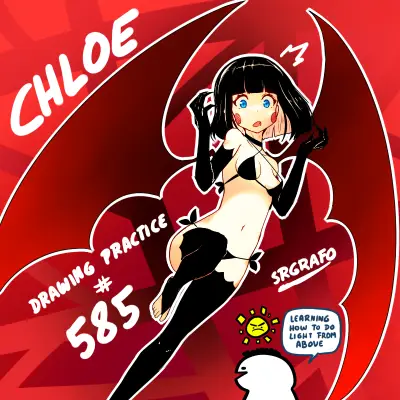 CHLOE
DRAWING PRACTICE
#
585
SRGRAFO
LEARNING
HOW TO DO
LIGHT FROM
ABOVE